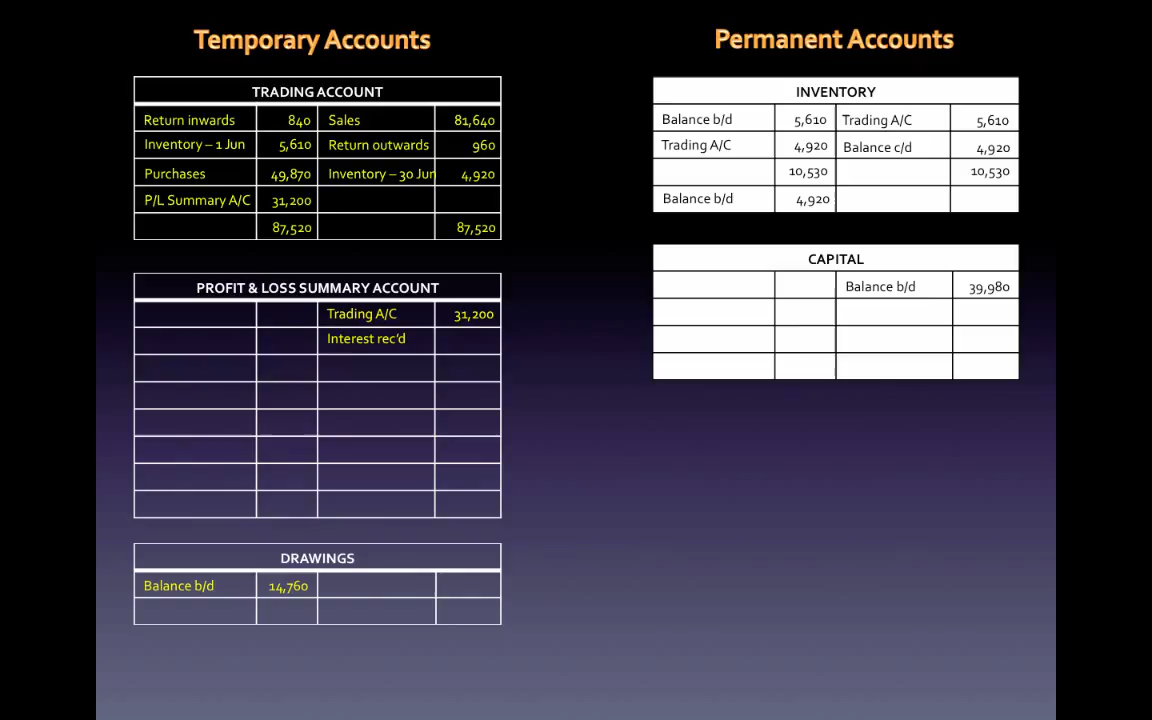 Temporary Accounts
Permanent Accounts
TRADING ACCOUNT
Return inwards 840 Sales 81,640
Inventory – 1 Jun 5,610 Return outwards 960
Purchases 49,870 Inventory – 30 Jun 4,920
P/L Summary A/C 31,200
87,520 87,520
PROFIT & LOSS SUMMARY ACCOUNT
Trading A/C 31,200
Interest rec’d
DRAWINGS
Balance b/d 14,760
INVENTORY
Balance b/d 5,610 Trading A/C 5,610
Trading A/C 4,920 Balance c/d 4,920
10,530 10,530
Balance b/d 4,920
CAPITAL
Balance b/d 39,980